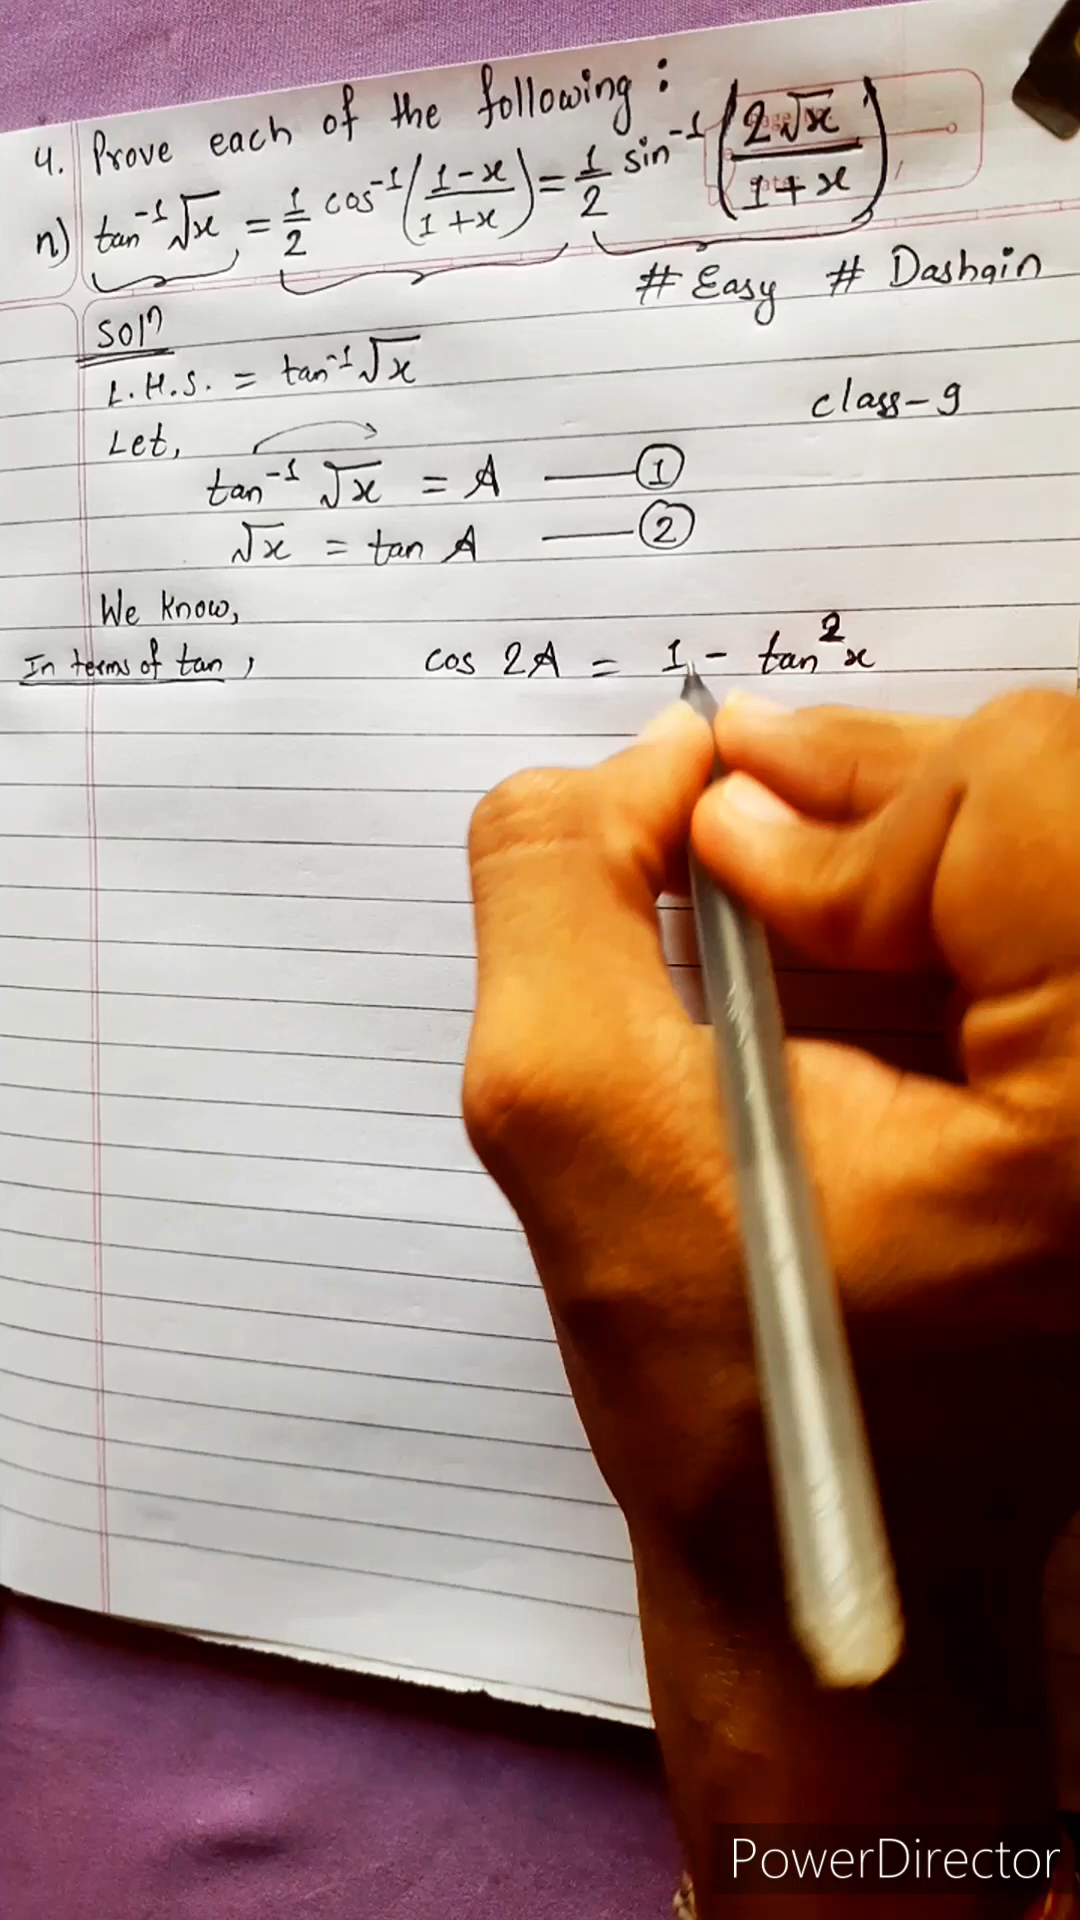 4. Prove each of the following :
n) tan⁻¹√x = 1/2 cos⁻¹(1-x/1+x) = 1/2 sin⁻¹(2√x/1+x)
# Easy # Dashain
Solⁿ
L.H.S. = tan⁻¹√x
class-9
Let,
tan⁻¹ √x = A —— ①
√x = tan A —— ②
We know,
In terms of tan, cos 2A = 1 - tan²x
PowerDirector